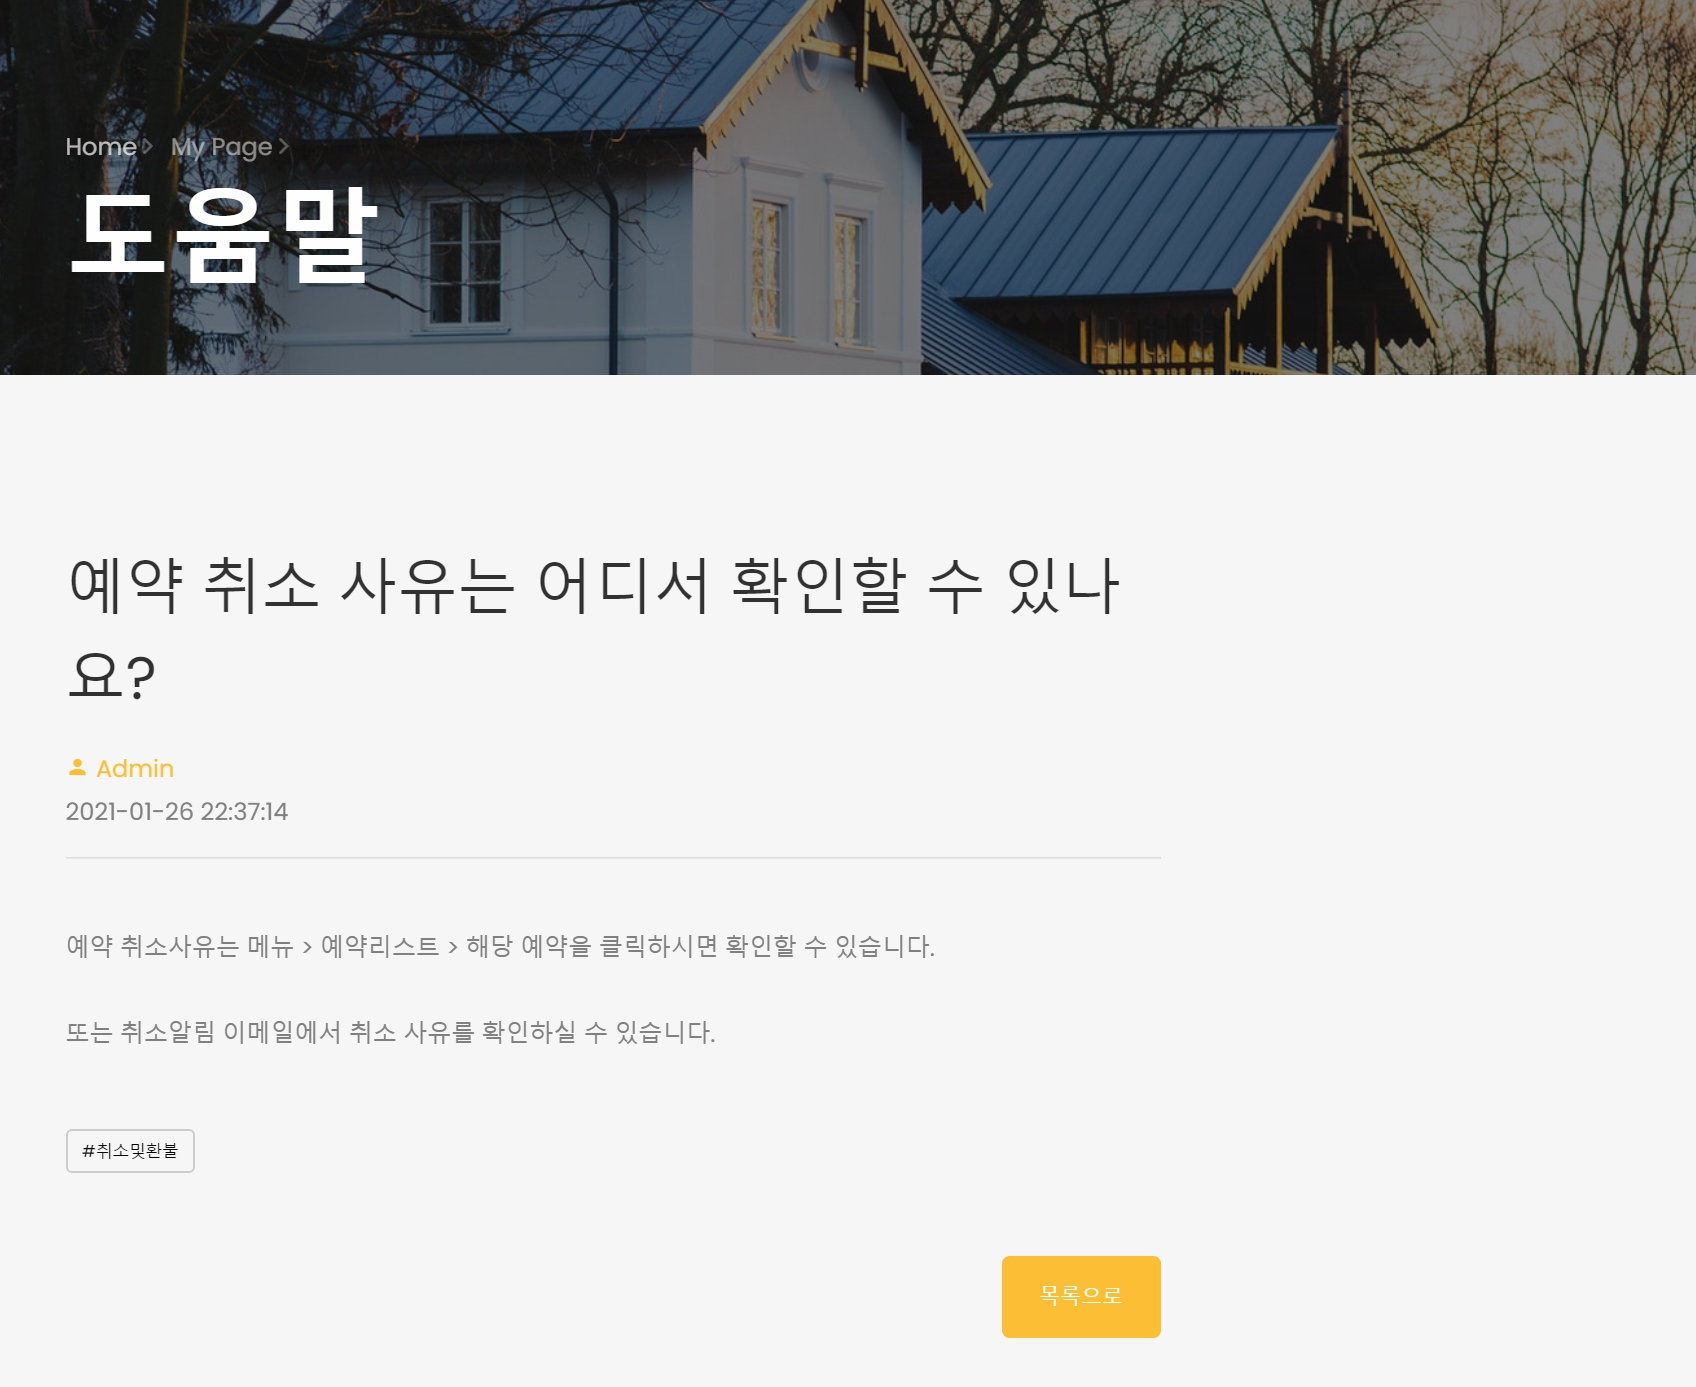 Home > My Page >
도움말
예약 취소 사유는 어디서 확인할 수 있나
요?
Admin
2021-01-26 22:37:14
예약 취소사유는 메뉴 > 예약리스트 > 해당 예약을 클릭하시면 확인할 수 있습니다.
또는 취소알림 이메일에서 취소 사유를 확인하실 수 있습니다.
#취소및환불
목록으로